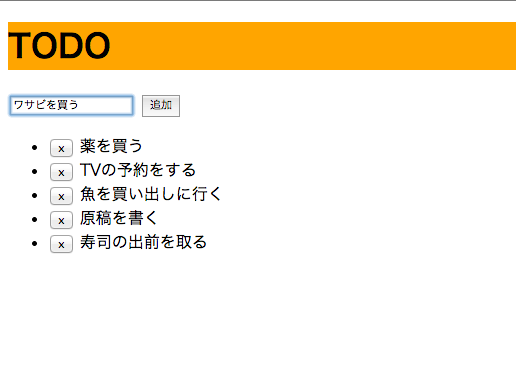 TODO
ワサビを買う 追加
x 薬を買う
x TVの予約をする
x 魚を買い出しに行く
x 原稿を書く
x 寿司の出前を取る